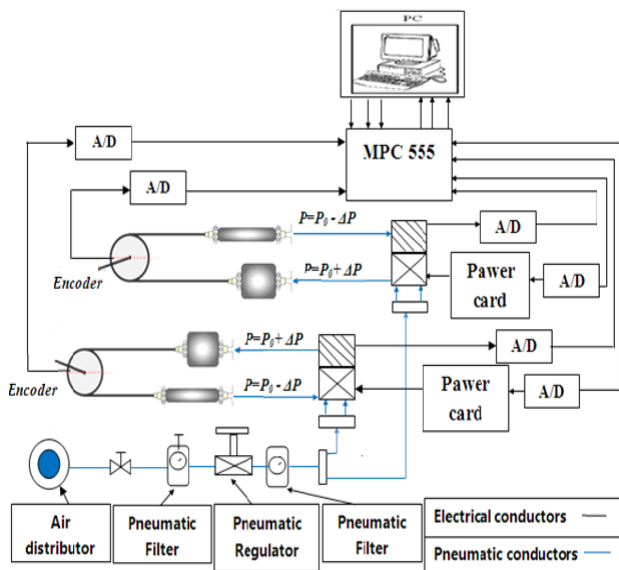 PC
MPC 555
A/D
A/D
P=P0 - ΔP
A/D
Encoder
P=P0+ ΔP
Pawer
card
A/D
P=P0+ ΔP
A/D
Encoder
P=P0 - ΔP
Pawer
card
A/D
Air
distributor
Pneumatic
Filter
Pneumatic
Regulator
Pneumatic
Filter
Electrical conductors
Pneumatic conductors